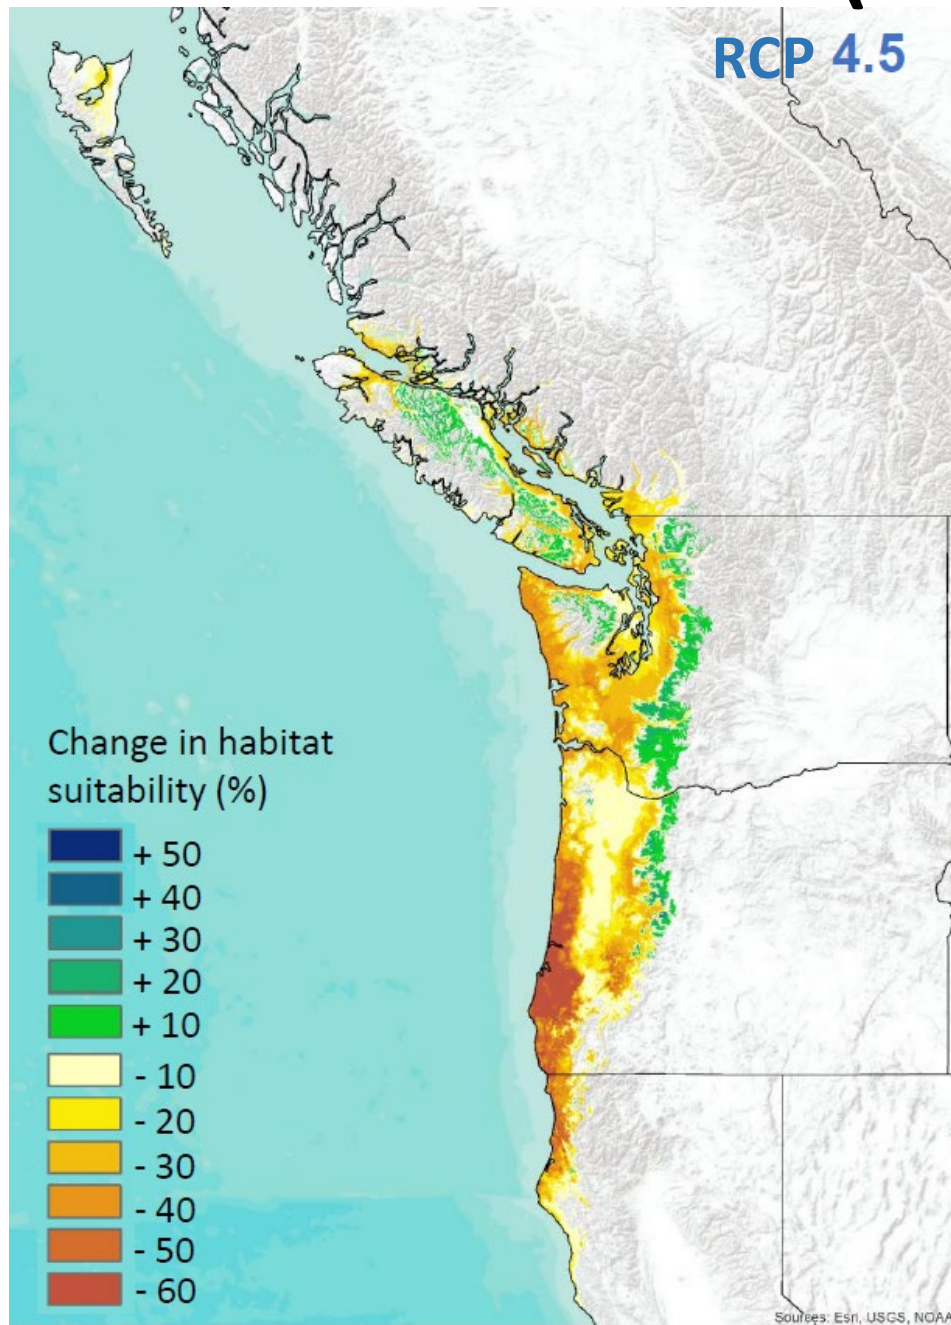 RCP 4.5
Change in habitat
suitability (%)
+ 50
+ 40
+ 30
+ 20
+ 10
- 10
- 20
- 30
- 40
- 50
- 60
Sources: Esri, USGS, NOAA